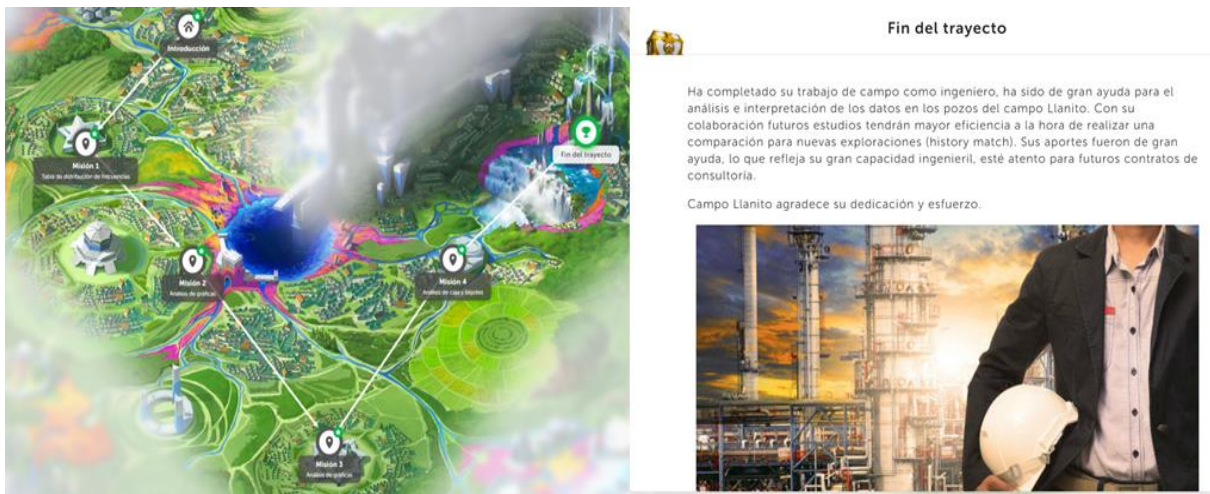 Introducción
Misión 1
Tabla de distribución de frecuencias
Misión 2
Análisis de gráficas
Misión 3
Análisis de gráficas
Misión 4
Análisis de caja y bigotes
Fin del trayecto
Fin del trayecto
Ha completado su trabajo de campo como ingeniero, ha sido de gran ayuda para el
análisis e interpretación de los datos en los pozos del campo Llanito. Con su
colaboración futuros estudios tendrán mayor eficiencia a la hora de realizar una
comparación para nuevas exploraciones (history match). Sus aportes fueron de gran
ayuda, lo que refleja su gran capacidad ingenieril, esté atento para futuros contratos de
consultoría.
Campo Llanito agradece su dedicación y esfuerzo.